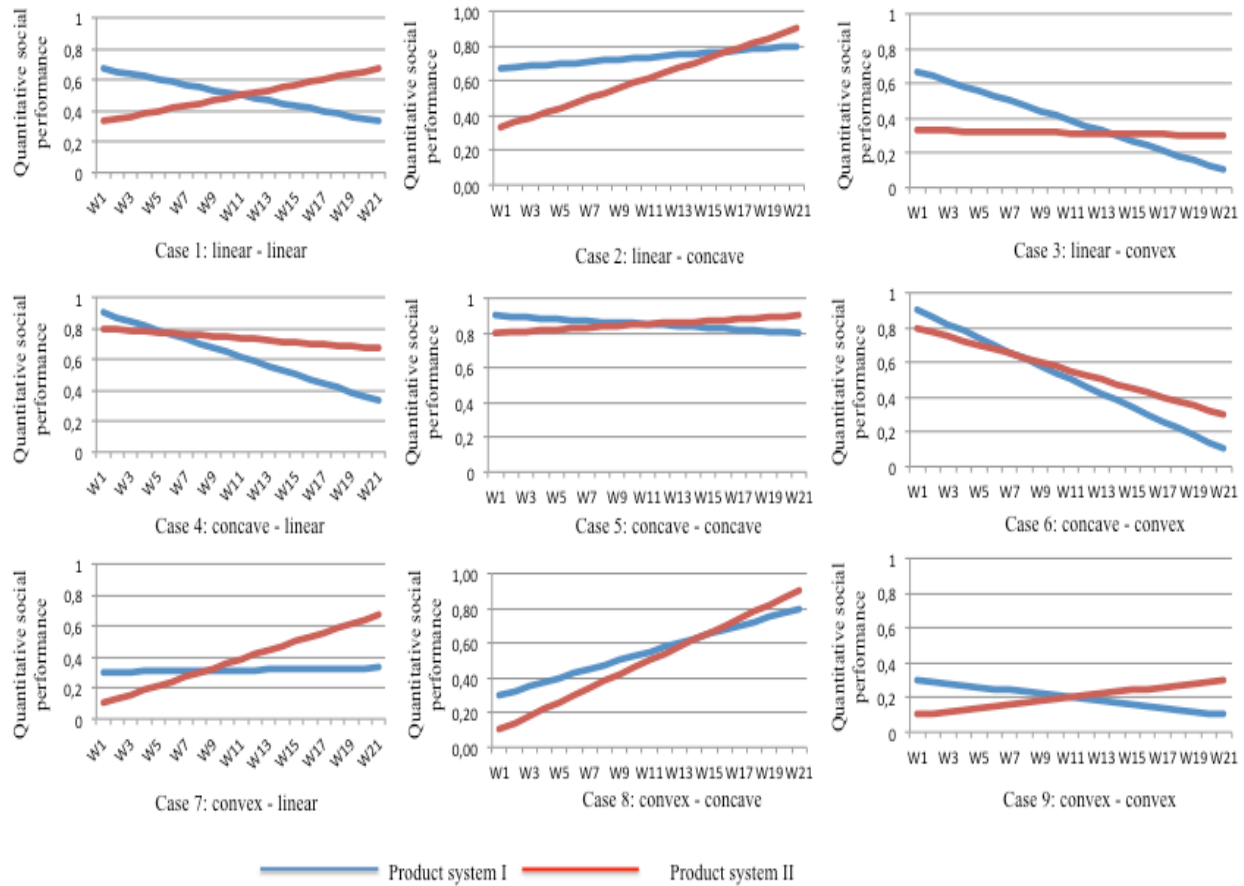 Quantitative social
performance
1
0,8
0,6
0,4
0,2
0
W1 W3 W5 W7 W9 W11 W13 W15 W17 W19 W21
Case 1: linear - linear
Quantitative social
performance
1,00
0,80
0,60
0,40
0,20
0,00
W1 W3 W5 W7 W9 W11 W13 W15 W17 W19 W21
Case 2: linear - concave
Quantitative social
performance
1
0,8
0,6
0,4
0,2
0
W1 W3 W5 W7 W9 W11 W13 W15 W17 W19 W21
Case 3: linear - convex
Quantitative social
performance
1
0,8
0,6
0,4
0,2
0
W1 W3 W5 W7 W9 W11 W13 W15 W17 W19 W21
Case 4: concave - linear
Quantitative social
performance
1
0,8
0,6
0,4
0,2
0
W1 W3 W5 W7 W9 W11 W13 W15 W17 W19 W21
Case 5: concave - concave
Quantitative social
performance
1
0,8
0,6
0,4
0,2
0
W1 W3 W5 W7 W9 W11 W13 W15 W17 W19 W21
Case 6: concave - convex
Quantitative social
performance
1
0,8
0,6
0,4
0,2
0
W1 W3 W5 W7 W9 W11 W13 W15 W17 W19 W21
Case 7: convex - linear
Quantitative social
performance
1,00
0,80
0,60
0,40
0,20
0,00
W1 W3 W5 W7 W9 W11 W13 W15 W17 W19 W21
Case 8: convex - concave
Quantitative social
performance
1
0,8
0,6
0,4
0,2
0
W1 W3 W5 W7 W9 W11 W13 W15 W17 W19 W21
Case 9: convex - convex
Product system I
Product system II